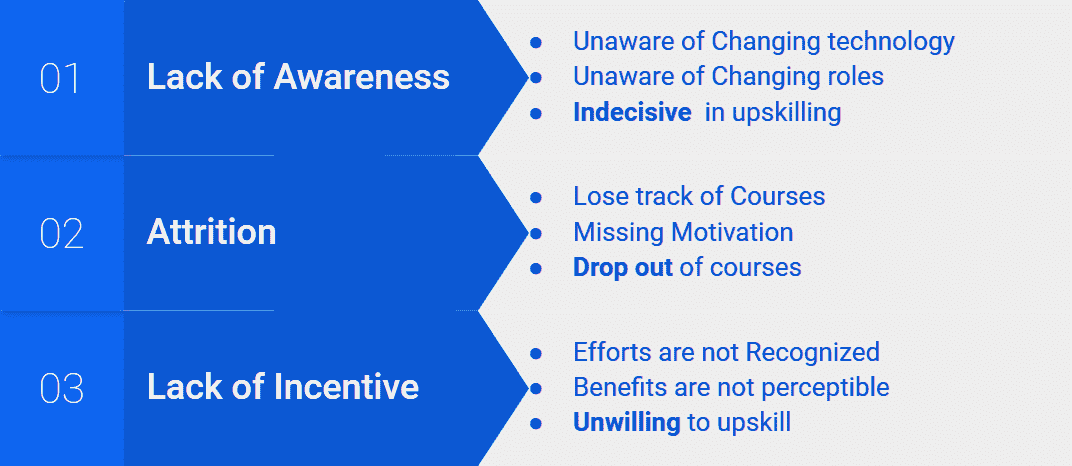 01
Lack of Awareness
● Unaware of Changing technology
● Unaware of Changing roles
● Indecisive in upskilling
02
Attrition
● Lose track of Courses
● Missing Motivation
● Drop out of courses
03
Lack of Incentive
● Efforts are not Recognized
● Benefits are not perceptible
● Unwilling to upskill